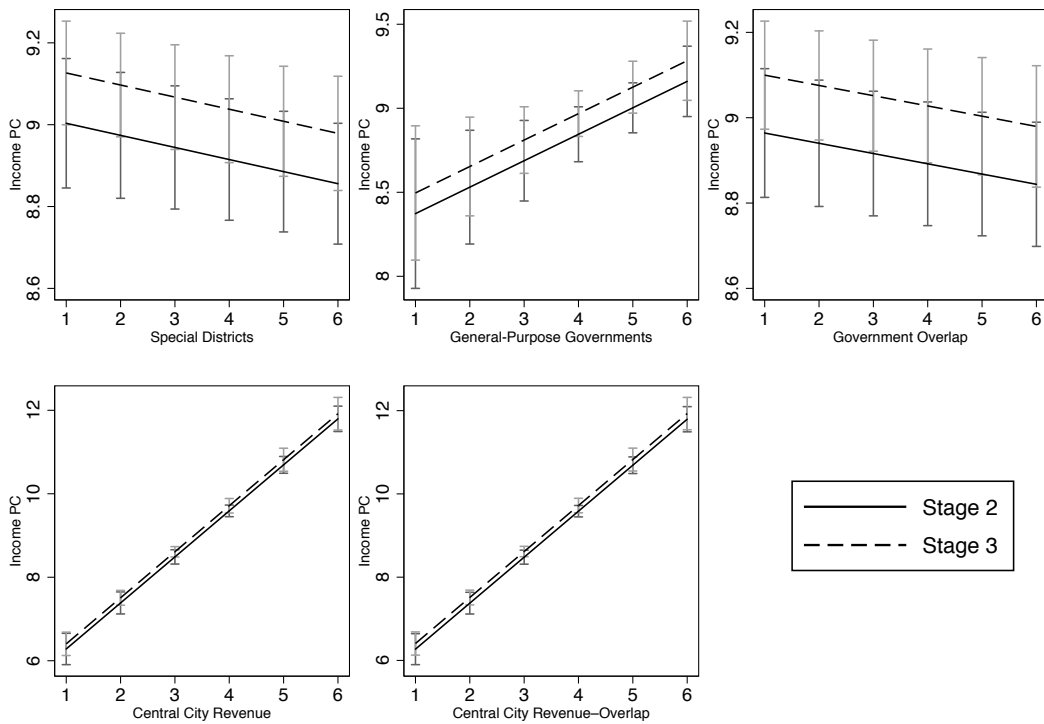 Income PC
8.6 8.8 9 9.2
1 2 3 4 5 6
Special Districts
Income PC
8 8.5 9 9.5
1 2 3 4 5 6
General-Purpose Governments
Income PC
8.6 8.8 9 9.2
1 2 3 4 5 6
Government Overlap
Income PC
6 8 10 12
1 2 3 4 5 6
Central City Revenue
Income PC
6 8 10 12
1 2 3 4 5 6
Central City Revenue–Overlap
Stage 2
Stage 3